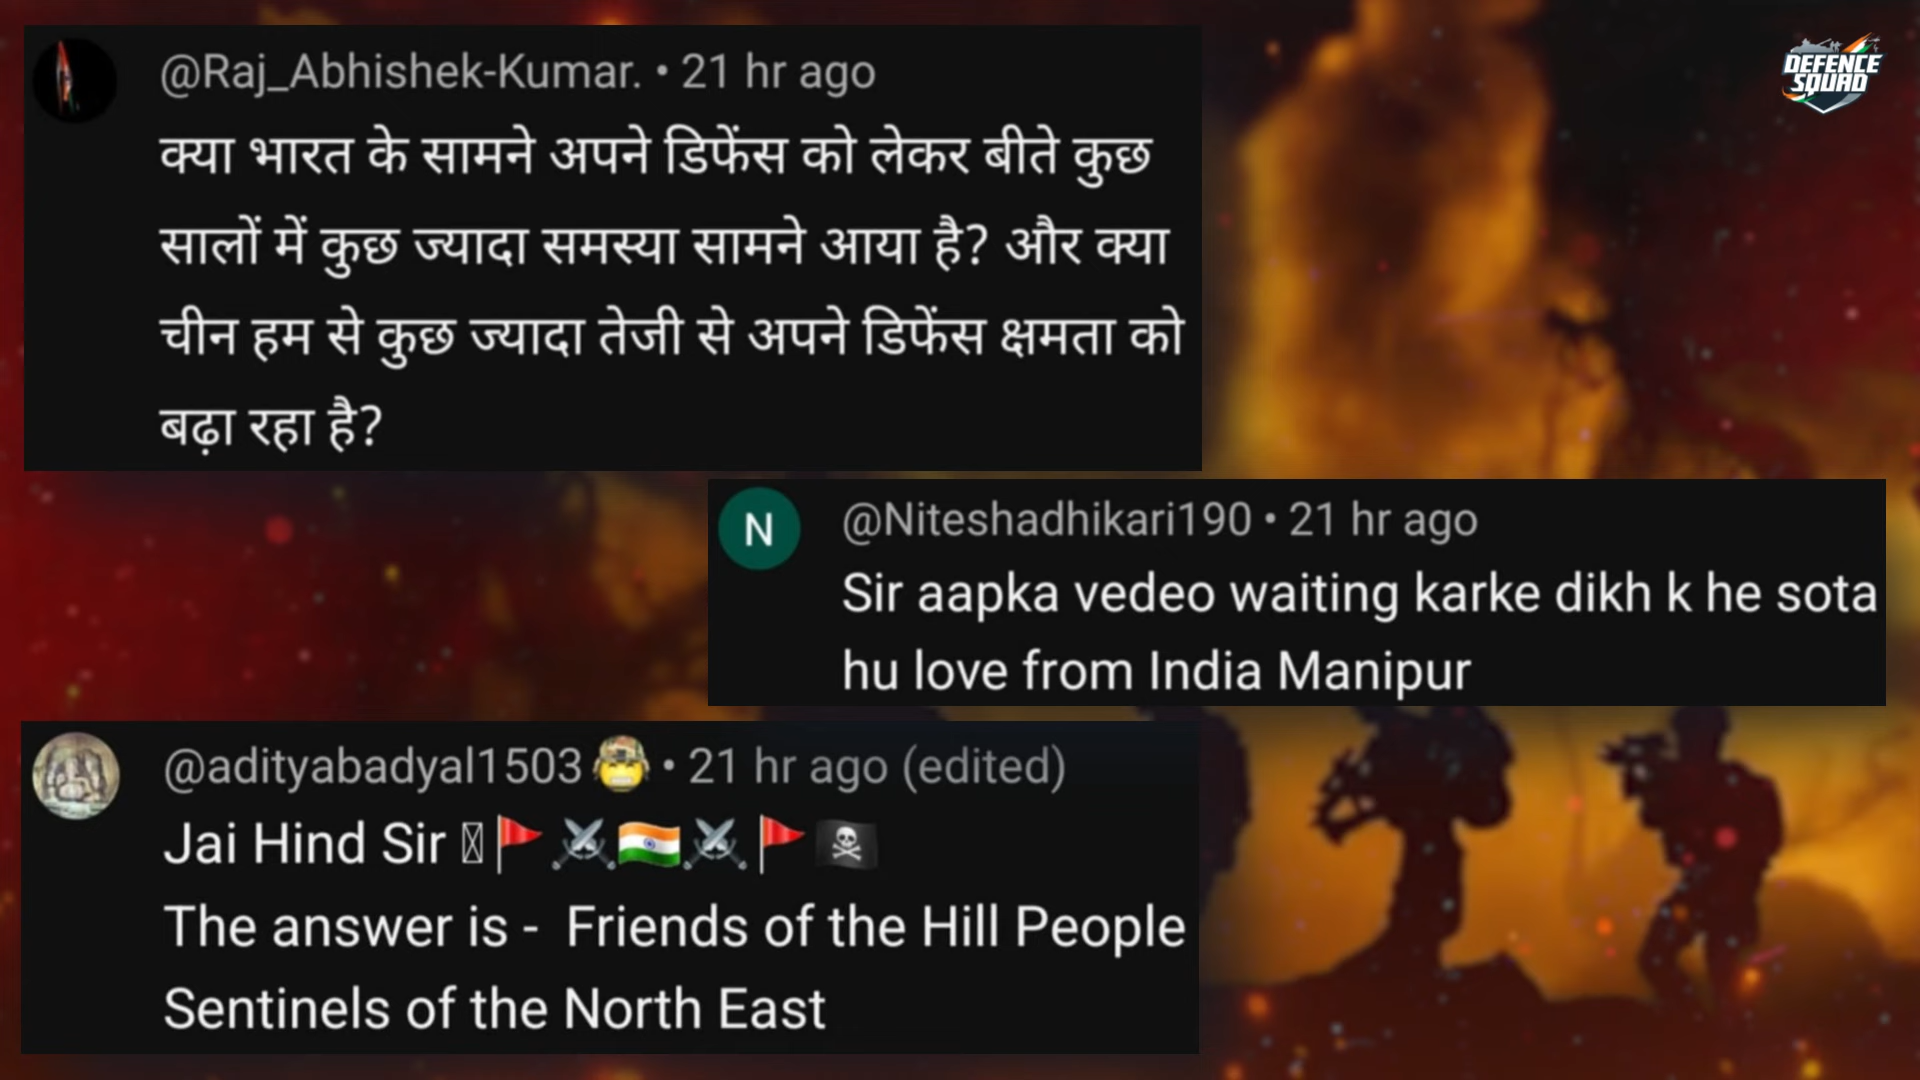 @Raj_Abhishek-Kumar. • 21 hr ago
क्या भारत के सामने अपने डिफेंस को लेकर बीते कुछ
सालों में कुछ ज्यादा समस्या सामने आया है? और क्या
चीन हम से कुछ ज्यादा तेजी से अपने डिफेंस क्षमता को
बढ़ा रहा है?
DEFENCE
SQUAD
N
@Niteshadhikari190 • 21 hr ago
Sir aapka vedeo waiting karke dikh k he sota
hu love from India Manipur
@adityabadyal1503 • 21 hr ago (edited)
Jai Hind Sir 🚩⚔️🇮🇳⚔️🚩🏴‍☠️
The answer is - Friends of the Hill People
Sentinels of the North East